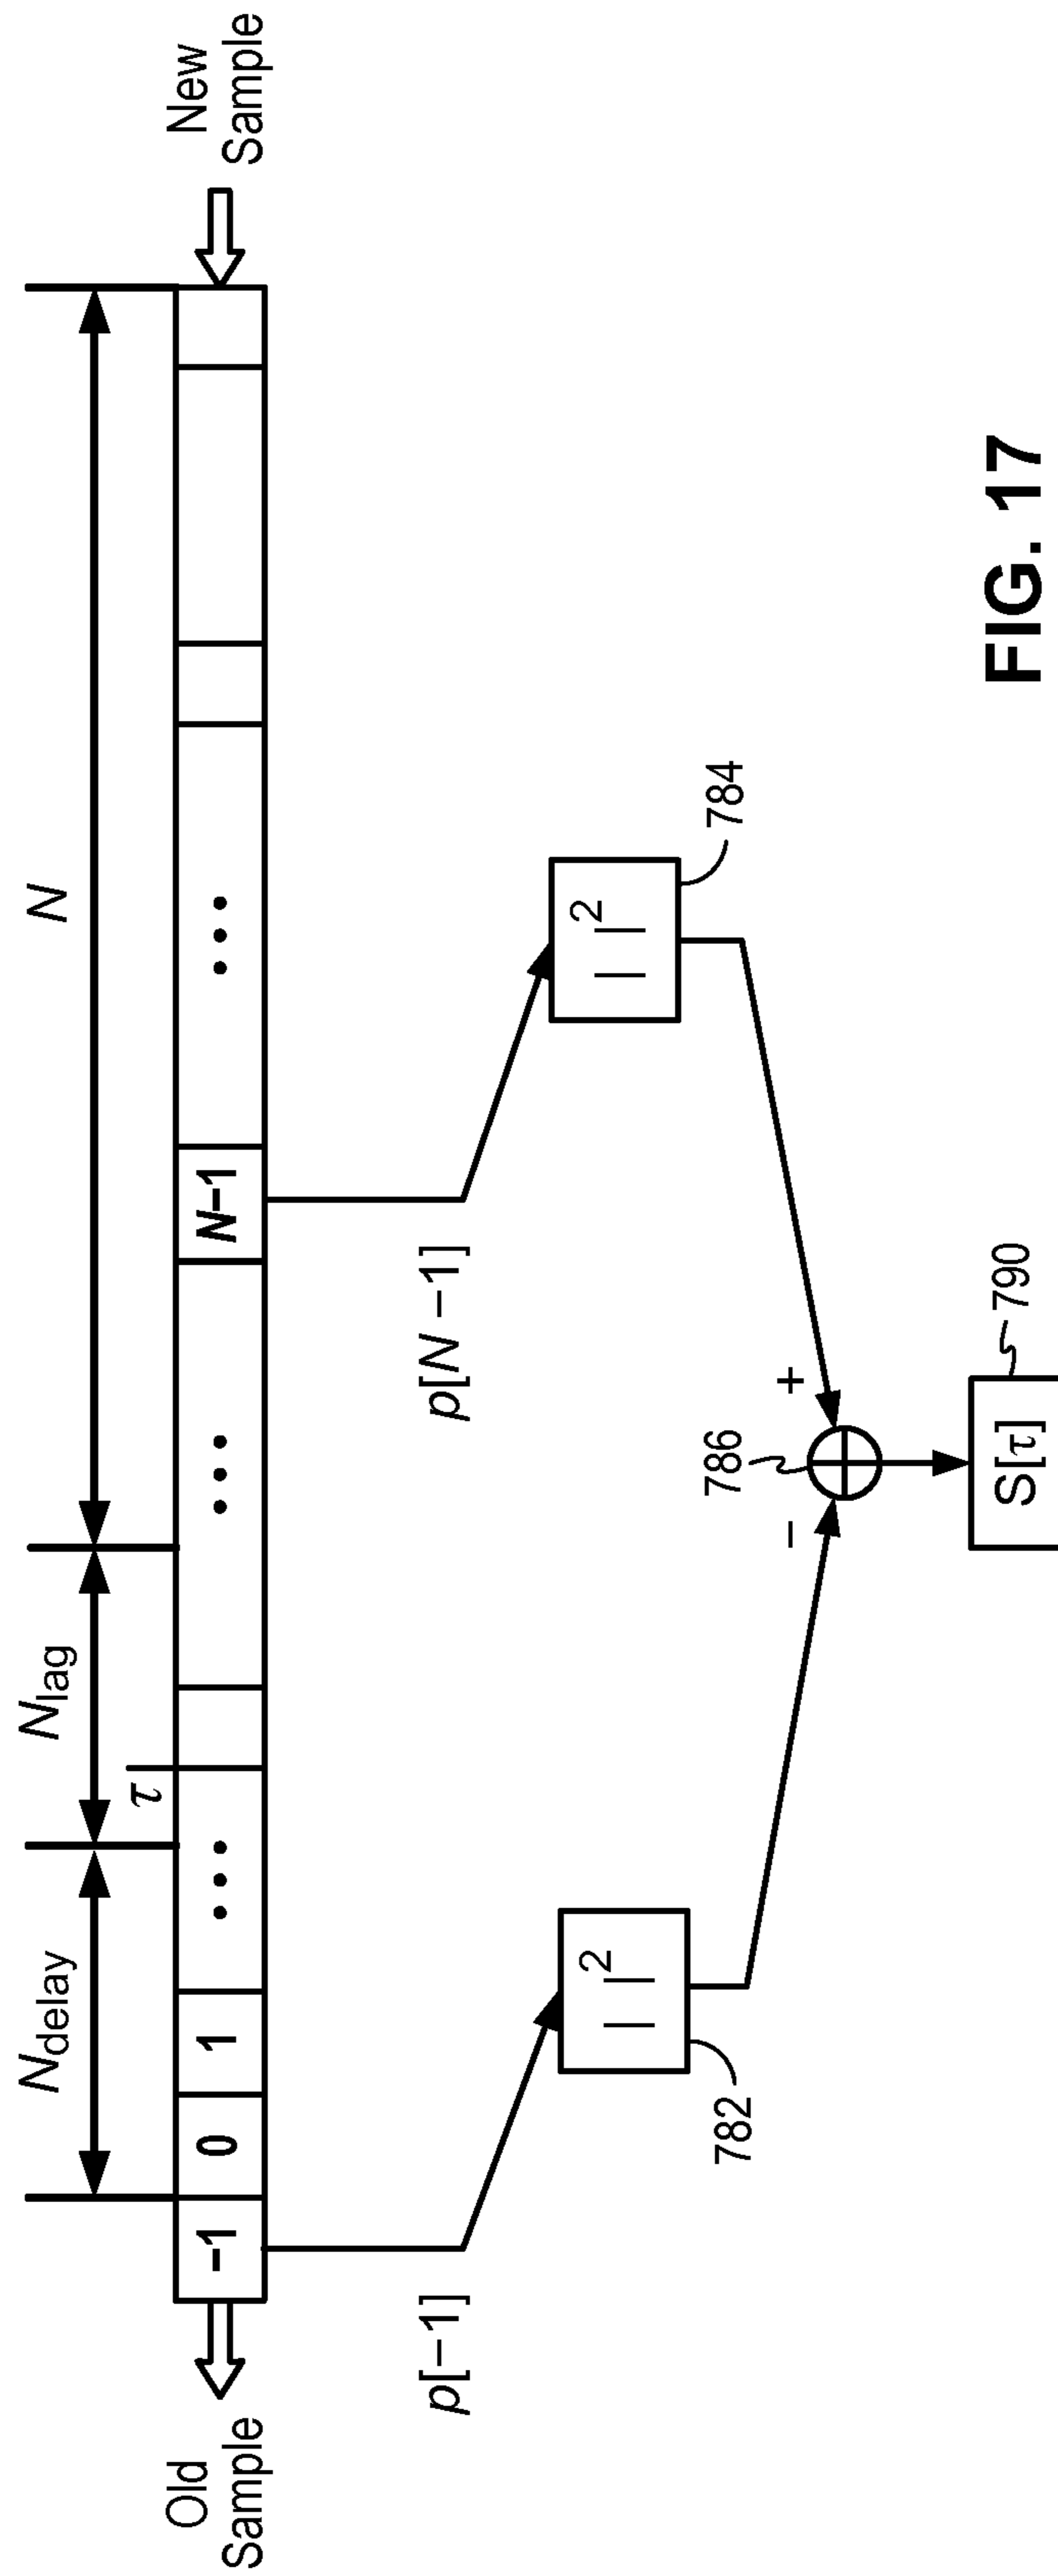 N_delay
N_lag
N
τ
Old
Sample
-1
0
1
•••
•••
N-1
•••
New
Sample
p[-1]
p[N -1]
| |²
782
| |²
784
−
+
786
S[τ]
790
FIG. 17